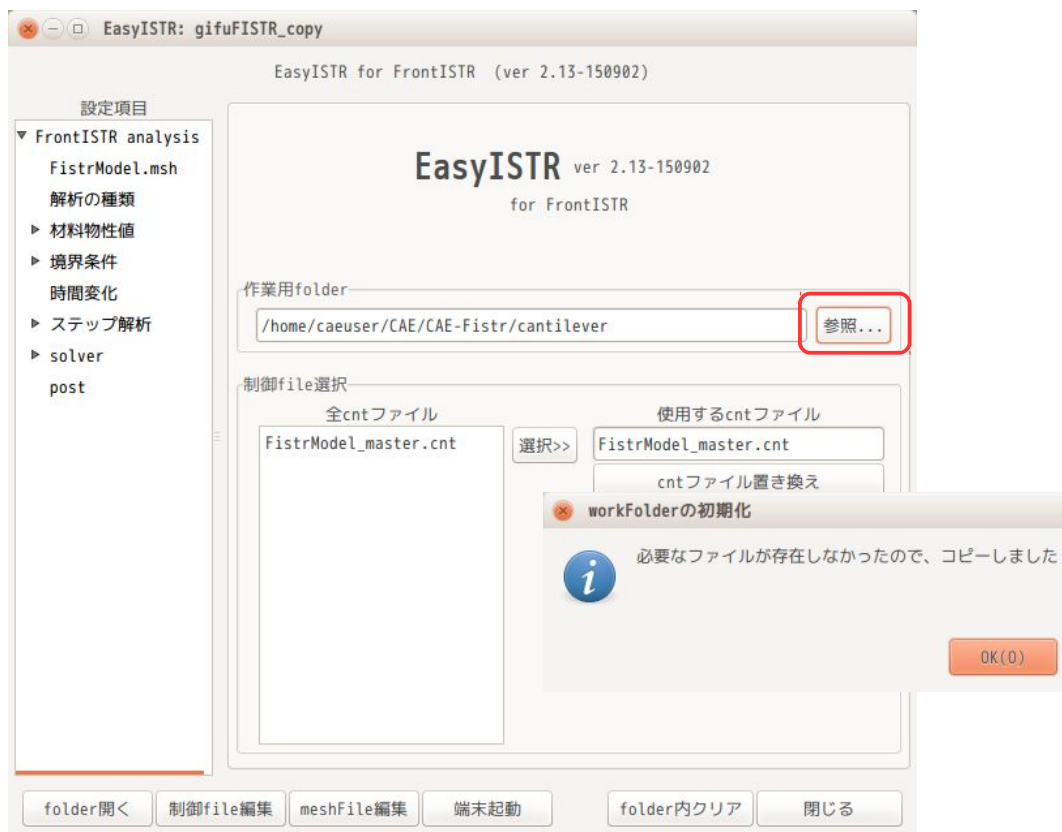 EasyISTR: gifuFISTR_copy
EasyISTR for FrontISTR (ver 2.13-150902)
設定項目
FrontISTR analysis
FistrModel.msh
解析の種類
材料物性値
境界条件
時間変化
ステップ解析
solver
post
EasyISTR ver 2.13-150902
for FrontISTR
作業用folder
/home/caeuser/CAE/CAE-Fistr/cantilever
参照...
制御file選択
全cntファイル
FistrModel_master.cnt
選択>>
使用するcntファイル
FistrModel_master.cnt
cntファイル置き換え
workFolderの初期化
必要なファイルが存在しなかったので、コピーしました
OK(O)
folder開く
制御file編集
meshFile編集
端末起動
folder内クリア
閉じる